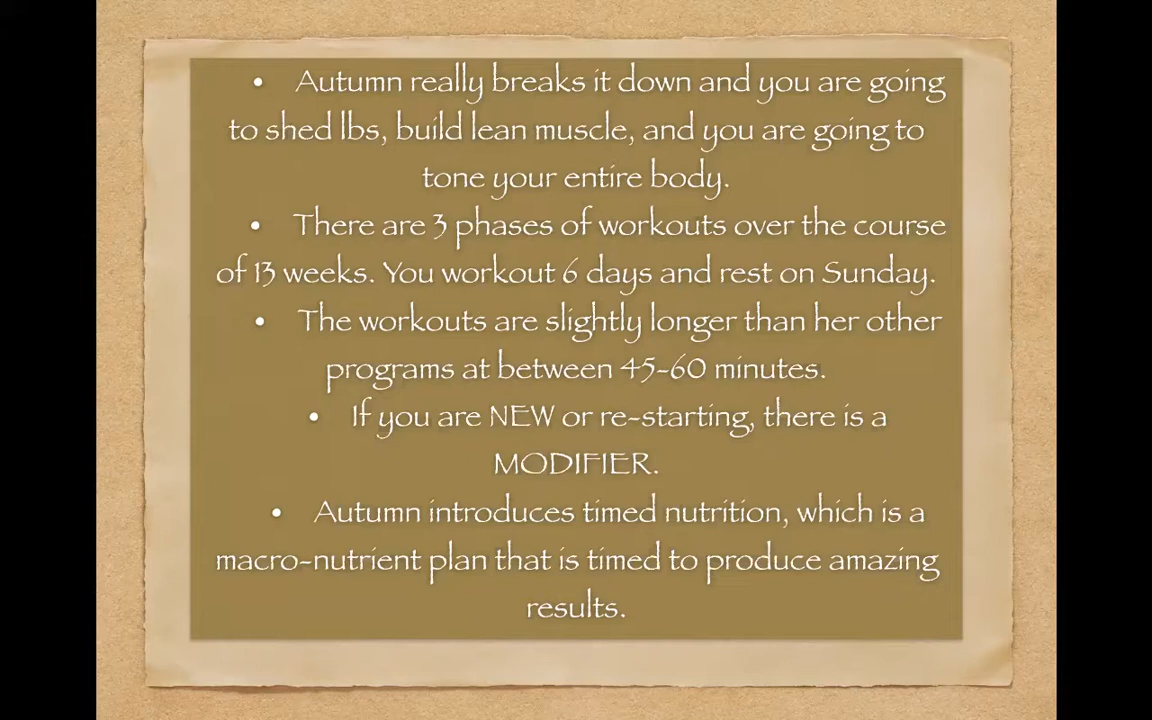 • Autumn really breaks it down and you are going
to shed lbs, build lean muscle, and you are going to
tone your entire body.
• There are 3 phases of workouts over the course
of 13 weeks. You workout 6 days and rest on Sunday.
• The workouts are slightly longer than her other
programs at between 45-60 minutes.
• If you are NEW or re-starting, there is a
MODIFIER.
• Autumn introduces timed nutrition, which is a
macro-nutrient plan that is timed to produce amazing
results.